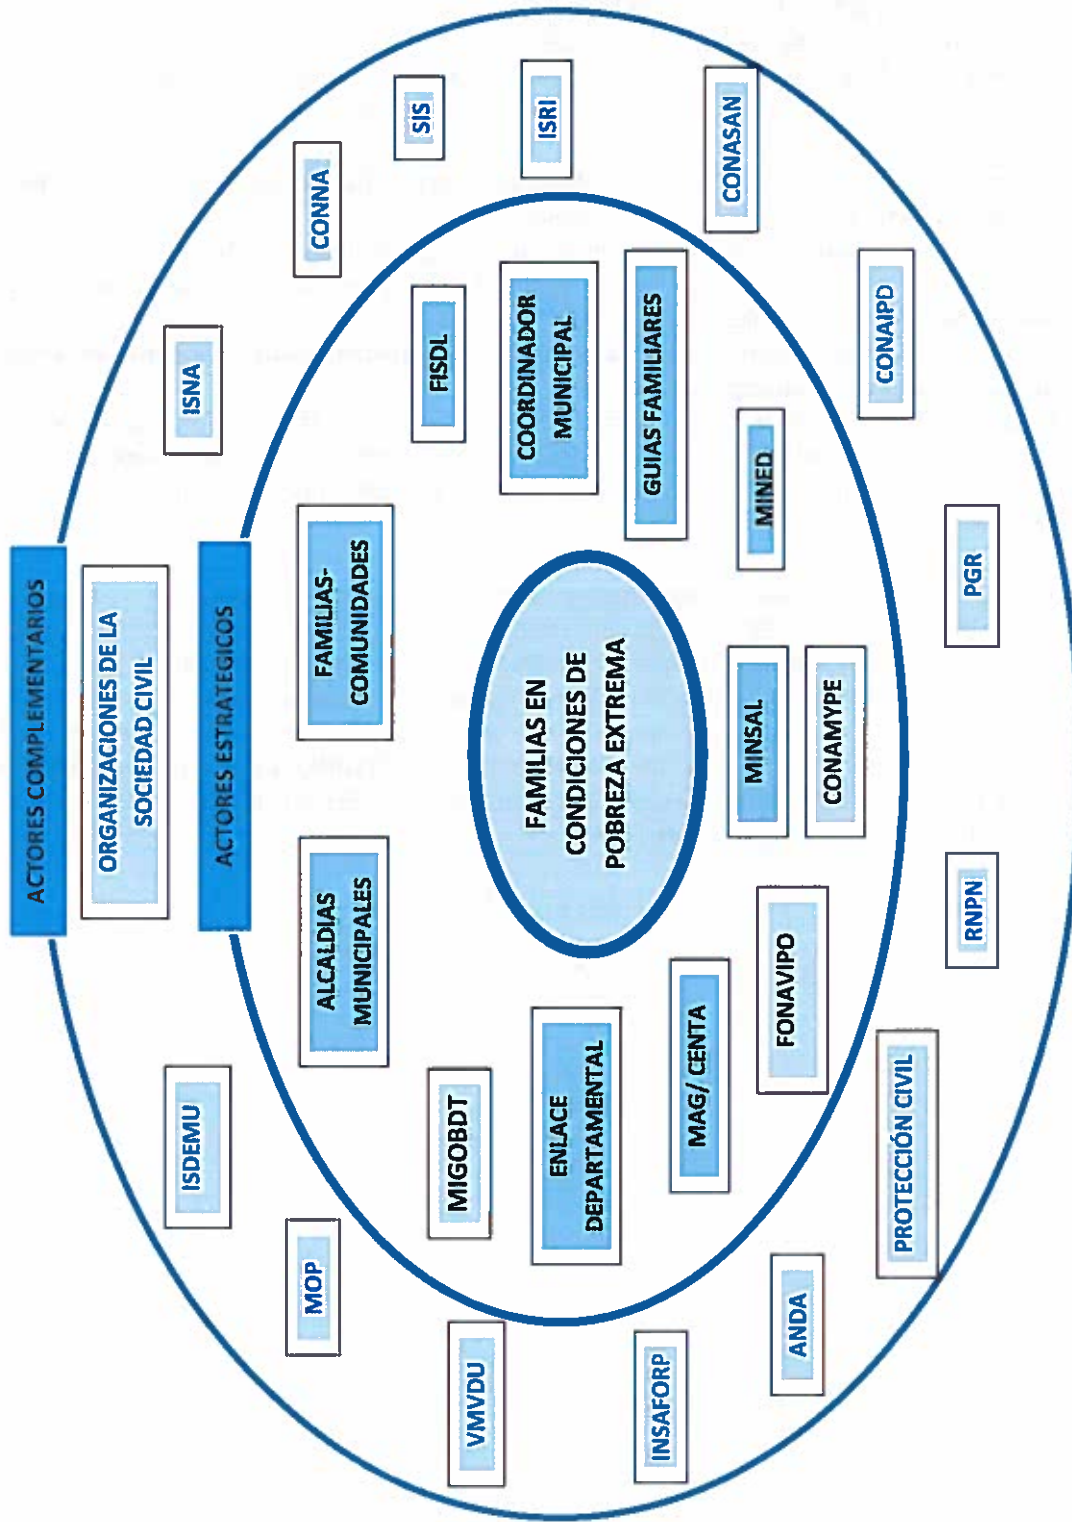 ACTORES COMPLEMENTARIOS
ORGANIZACIONES DE LA
SOCIEDAD CIVIL
ISDEMU
ISNA
ACTORES ESTRATEGICOS
MOP
ALCALDIAS
MUNICIPALES
FAMILIAS-
COMUNIDADES
CONNA
VMVDU
MIGOBDT
FISDL
SIS
ENLACE
DEPARTAMENTAL
FAMILIAS EN
CONDICIONES DE
POBREZA EXTREMA
COORDINADOR
MUNICIPAL
ISRI
INSAFORP
MAG/ CENTA
GUIAS FAMILIARES
CONASAN
ANDA
FONAVIPO
MINSAL
MINED
CONAMYPE
PROTECCIÓN CIVIL
CONAIPD
RNPN
PGR